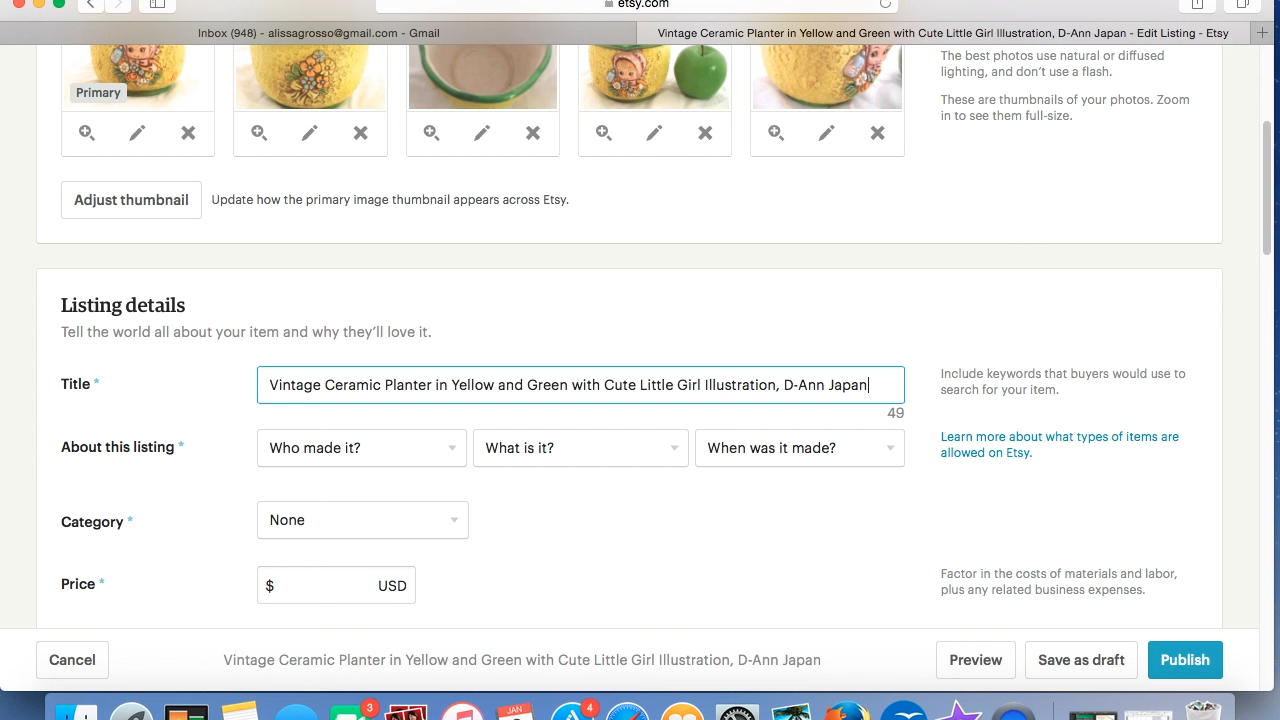 etsy.com
Inbox (948) - alissagrosso@gmail.com - Gmail
Vintage Ceramic Planter in Yellow and Green with Cute Little Girl Illustration, D-Ann Japan - Edit Listing - Etsy
Primary
The best photos use natural or diffused
lighting, and don't use a flash.
These are thumbnails of your photos. Zoom
in to see them full-size.
Adjust thumbnail
Update how the primary image thumbnail appears across Etsy.
Listing details
Tell the world all about your item and why they'll love it.
Title *
Vintage Ceramic Planter in Yellow and Green with Cute Little Girl Illustration, D-Ann Japan
49
Include keywords that buyers would use to
search for your item.
About this listing *
Who made it?
What is it?
When was it made?
Learn more about what types of items are
allowed on Etsy.
Category *
None
Price *
$ USD
Factor in the costs of materials and labor,
plus any related business expenses.
Cancel
Vintage Ceramic Planter in Yellow and Green with Cute Little Girl Illustration, D-Ann Japan
Preview
Save as draft
Publish
3
JAN
4